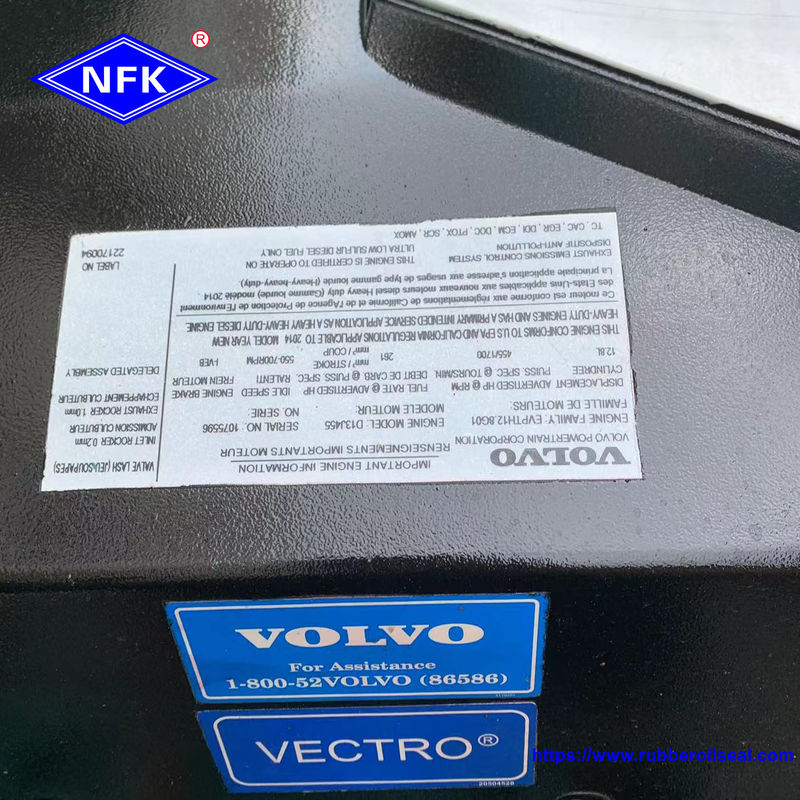 NFK ®
VOLVO
VOLVO POWERTRAIN CORPORATION
IMPORTANT ENGINE INFORMATION
RENSEIGNEMENTS IMPORTANTS MOTEUR
ENGINE FAMILY: EVPTH12.8G01 ENGINE MODEL: D13/455 SERIAL NO: 1075596
FAMILLE DE MOTEURS: MODELE MOTEUR: NO. SERIE:
DISPLACEMENT ADVERTISED HP @ RPM FUEL RATE @ ADVERTISED HP IDLE SPEED ENGINE BRAKE
CYLINDREE PUISS. SPEC @ TOURS/MIN. DEBIT DE CARB @ PUISS. SPEC RALENTI FREIN MOTEUR
12.8L 455/1700 261 mm³ / STROKE 550-700RPM I-VEB
mm³ / COUP
THIS ENGINE CONFORMS TO U.S EPA AND CALIFORNIA REGULATIONS APPLICABLE TO 2014 MODEL YEAR NEW
HEAVY DUTY ENGINES AND HAS A PRIMARY INTENDED SERVICE APPLICATION AS A HEAVY HEAVY-DUTY DIESEL ENGINE
Ce moteur est conforme aux réglementations de Californie et de l'Agence de Protection de l'Environnement
des États-Unis applicables aux nouveaux moteurs diesel Heavy duty (Gamme lourde) modèle 2014.
La principale application s'adresse aux usages de type gamme lourde (heavy-heavy-duty).
EXHAUST EMISSIONS CONTROL SYSTEM
DISPOSITIF ANTI-POLLUTION
TC , CAC , EGR , DDI , ECM , DOC , PTOX , SCR , AMOX
THIS ENGINE IS CERTIFIED TO OPERATE ON
ULTRA LOW SULFUR DIESEL FUEL ONLY
VALVE LASH (JEU/SOUPAPES)
INLET ROCKER 0.2mm
ADMISSION CULBUTEUR
EXHAUST ROCKER 1.0mm
ECHAPPEMENT CULBUTEUR
DELEGATED ASSEMBLY
LABEL NO
22170094
VOLVO
For Assistance
1-800-52VOLVO (86586)
VECTRO®
20504528
https://www.rubberoilseal.com